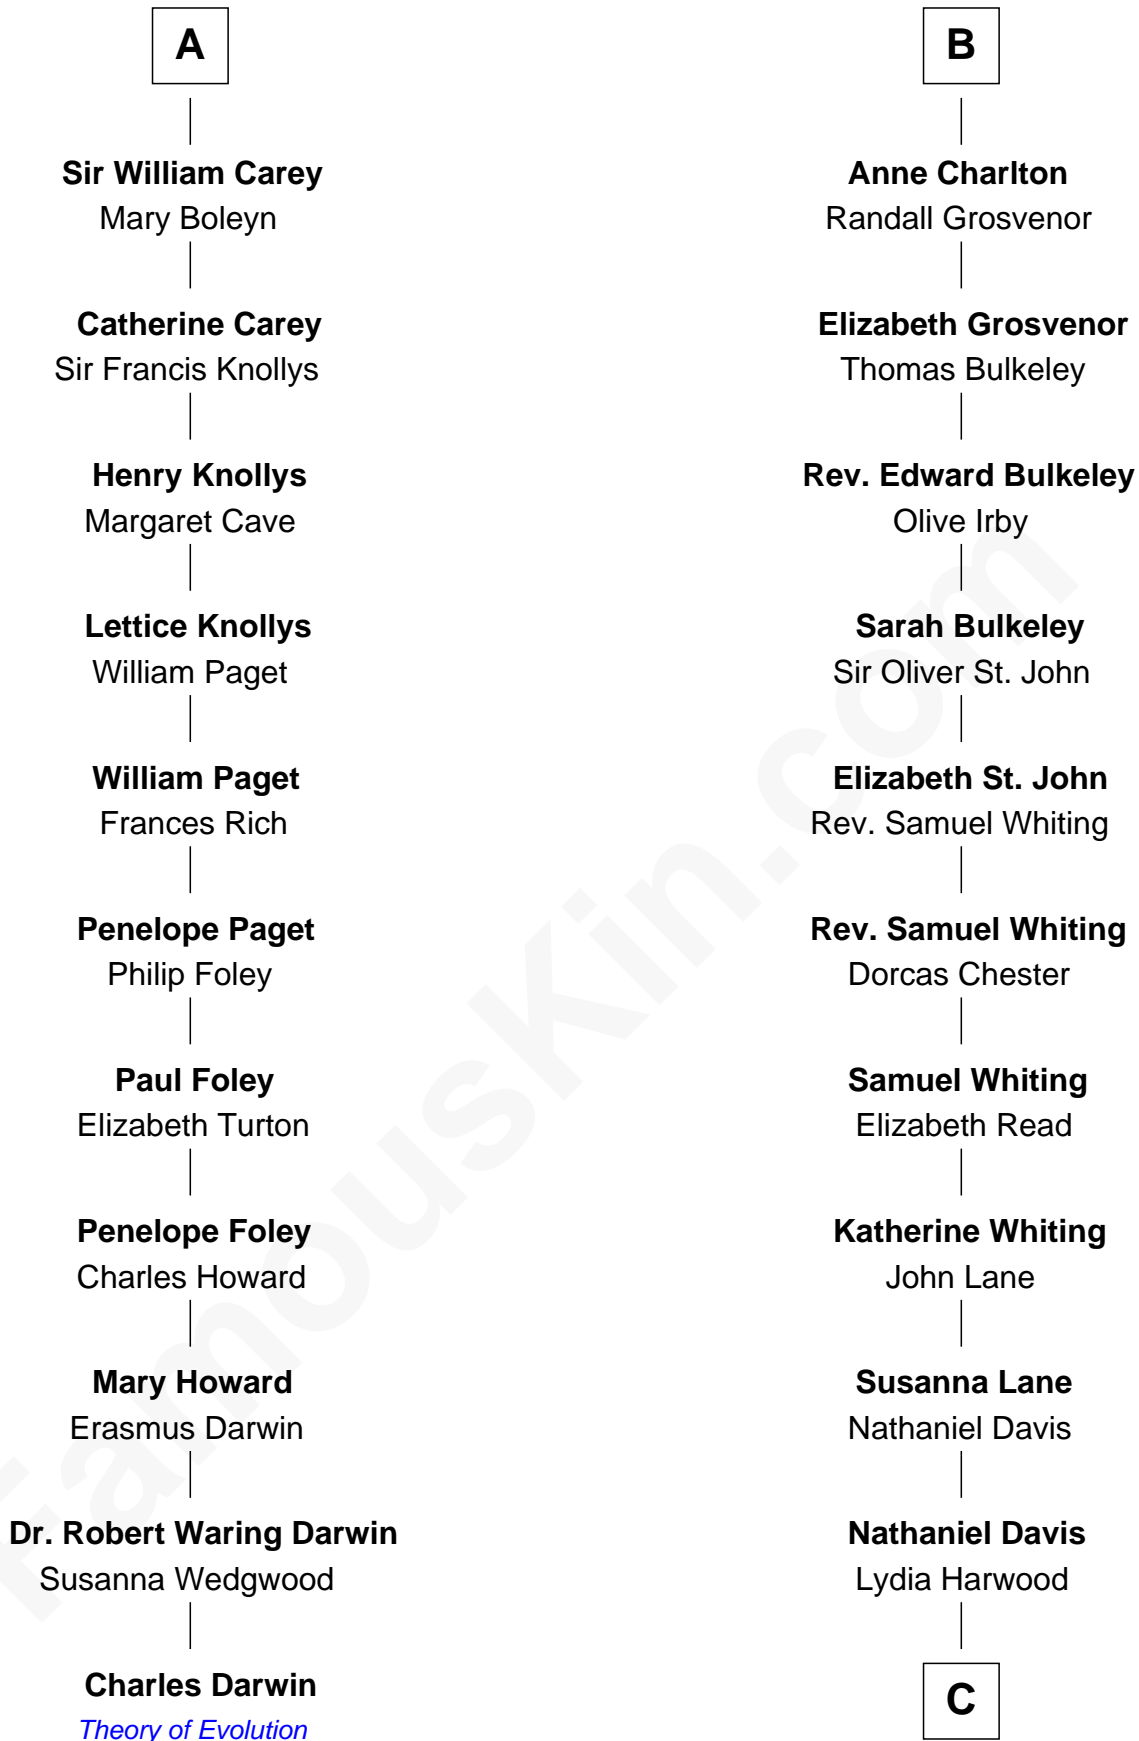 A
Sir William Carey
Mary Boleyn
Catherine Carey
Sir Francis Knollys
Henry Knollys
Margaret Cave
Lettice Knollys
William Paget
William Paget
Frances Rich
Penelope Paget
Philip Foley
Paul Foley
Elizabeth Turton
Penelope Foley
Charles Howard
Mary Howard
Erasmus Darwin
Dr. Robert Waring Darwin
Susanna Wedgwood
Charles Darwin
Theory of Evolution
B
Anne Charlton
Randall Grosvenor
Elizabeth Grosvenor
Thomas Bulkeley
Rev. Edward Bulkeley
Olive Irby
Sarah Bulkeley
Sir Oliver St. John
Elizabeth St. John
Rev. Samuel Whiting
Rev. Samuel Whiting
Dorcas Chester
Samuel Whiting
Elizabeth Read
Katherine Whiting
John Lane
Susanna Lane
Nathaniel Davis
Nathaniel Davis
Lydia Harwood
C
FamousKin.com